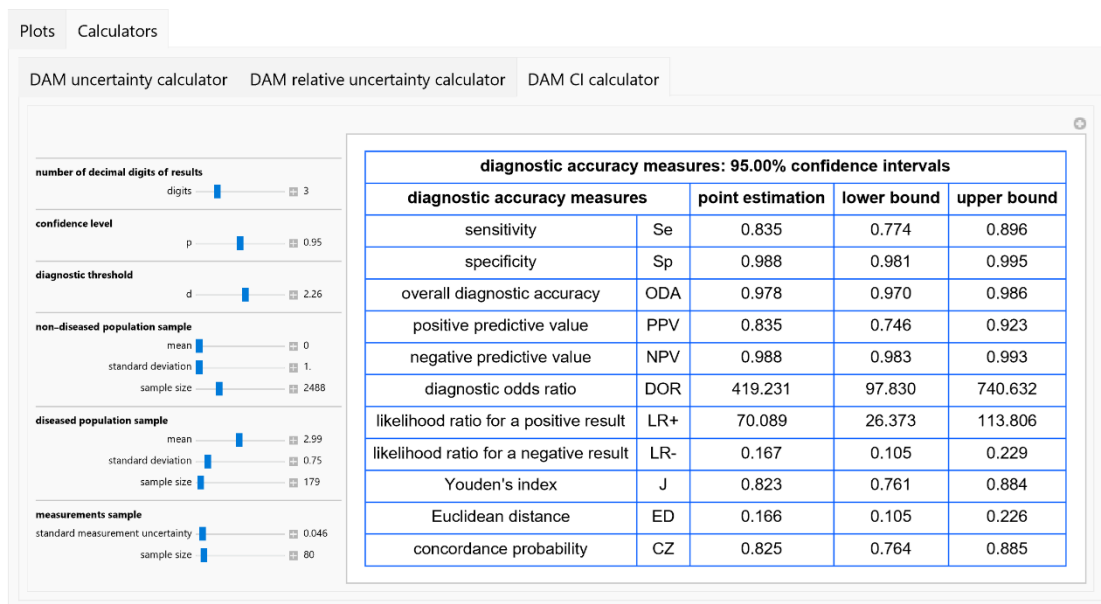 Plots Calculators
DAM uncertainty calculator DAM relative uncertainty calculator DAM CI calculator
number of decimal digits of results
digits 3
confidence level
p 0.95
diagnostic threshold
d 2.26
non-diseased population sample
mean 0
standard deviation 1.
sample size 2488
diseased population sample
mean 2.99
standard deviation 0.75
sample size 179
measurements sample
standard measurement uncertainty 0.046
sample size 80
diagnostic accuracy measures: 95.00% confidence intervals
diagnostic accuracy measures point estimation lower bound upper bound
sensitivity Se 0.835 0.774 0.896
specificity Sp 0.988 0.981 0.995
overall diagnostic accuracy ODA 0.978 0.970 0.986
positive predictive value PPV 0.835 0.746 0.923
negative predictive value NPV 0.988 0.983 0.993
diagnostic odds ratio DOR 419.231 97.830 740.632
likelihood ratio for a positive result LR+ 70.089 26.373 113.806
likelihood ratio for a negative result LR- 0.167 0.105 0.229
Youden's index J 0.823 0.761 0.884
Euclidean distance ED 0.166 0.105 0.226
concordance probability CZ 0.825 0.764 0.885